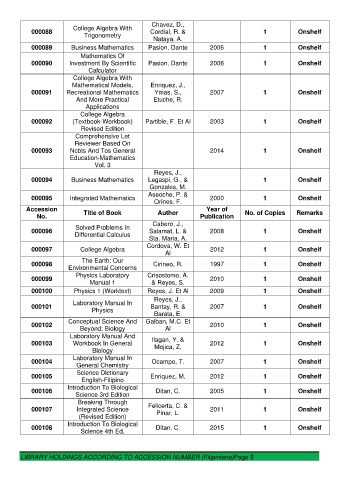 000088 College Algebra With Trigonometry Chavez, D., Cordial, R. & Nataya, A. 1 Onshelf
000089 Business Mathematics Pasion, Dante 2006 1 Onshelf
000090 Mathematics Of Investment By Scientific Calculator Pasion, Dante 2006 1 Onshelf
000091 College Algebra With Mathematical Models, Recreational Mathematics And More Practical Applications Enriquez, J., Ymas, S., Etuche, R. 2007 1 Onshelf
000092 College Algebra (Textbook-Workbook) Revised Edition Partible, F. Et Al 2003 1 Onshelf
000093 Comprehensive Let Reviewer Based On Ncbts And Tos General Education-Mathematics Vol. 3 2014 1 Onshelf
000094 Business Mathematics Reyes, J., Legaspi, G., & Gonzales, M. 1 Onshelf
000095 Integrated Mathematics Aseoche, P. & Orines, F. 2000 1 Onshelf
Accession No. Title of Book Author Year of Publication No. of Copies Remarks
000096 Solved Problems In Differential Calculus Cabero, J., Salamat, L. & Sta. Maria, A. 2008 1 Onshelf
000097 College Algebra Cordova, W. Et Al 2012 1 Onshelf
000098 The Earth: Our Environmental Concerns Cinneo, R. 1997 1 Onshelf
000099 Physics Laboratory Manual 1 Crisostomo, A. & Reyes, S. 2010 1 Onshelf
000100 Physics 1 (Worktext) Reyes, J. Et Al 2009 1 Onshelf
000101 Laboratory Manual In Physics Reyes, J., Bantay, R. & Barata, E. 2007 1 Onshelf
000102 Conceptual Science And Beyond: Biology Galban, M.C. Et Al 2010 1 Onshelf
000103 Laboratory Manual And Workbook In General Biology Ilagan, Y. & Mojica, Z. 2012 1 Onshelf
000104 Laboratory Manual In General Chemistry Ocampo, T. 2007 1 Onshelf
000105 Science Dictionary English-Filipino Enriquez, M. 2012 1 Onshelf
000106 Introduction To Biological Science 3rd Edition Ditan, C. 2005 1 Onshelf
000107 Breaking Through Integrated Science (Revised Edition) Felicerta, C. & Pinar, L. 2011 1 Onshelf
000108 Introduction To Biological Science 4th Ed. Ditan, C. 2015 1 Onshelf
LIBRARY HOLDINGS ACCORDING TO ACCESSION NUMBER (Filipiniana)Page 5